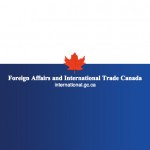 Foreign Affairs and International Trade Canada
international.gc.ca